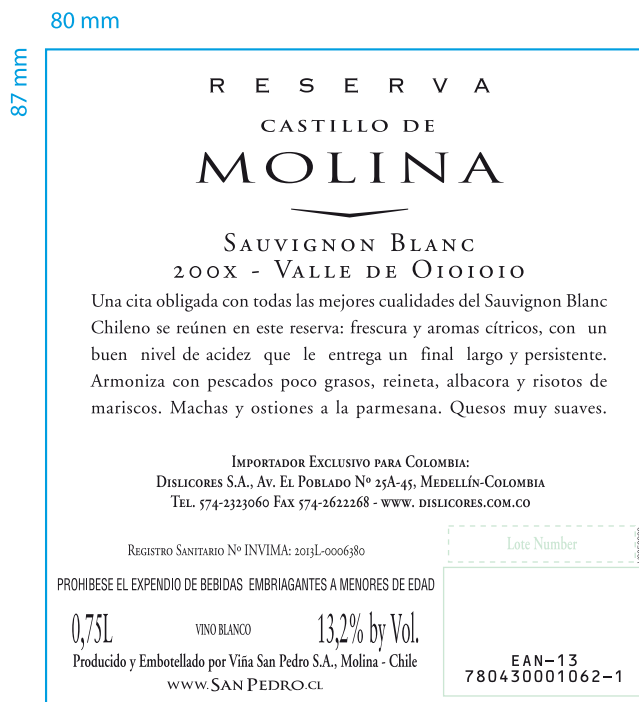 80 mm
87 mm
RESERVA
CASTILLO DE
MOLINA
SAUVIGNON BLANC
200X - VALLE DE OIOIOIO
Una cita obligada con todas las mejores cualidades del Sauvignon Blanc
Chileno se reúnen en este reserva: frescura y aromas cítricos, con un
buen nivel de acidez que le entrega un final largo y persistente.
Armoniza con pescados poco grasos, reineta, albacora y risotos de
mariscos. Machas y ostiones a la parmesana. Quesos muy suaves.
IMPORTADOR EXCLUSIVO PARA COLOMBIA:
DISLICORES S.A., AV. EL POBLADO Nº 25A-45, MEDELLÍN-COLOMBIA
TEL. 574-2323060 FAX 574-2622268 - WWW. DISLICORES.COM.CO
REGISTRO SANITARIO Nº INVIMA: 2013L-0006380
Lote Number
PROHIBESE EL EXPENDIO DE BEBIDAS EMBRIAGANTES A MENORES DE EDAD
0,75L VINO BLANCO 13,2% by Vol.
Producido y Embotellado por Viña San Pedro S.A., Molina - Chile
WWW.SAN PEDRO.CL
EAN-13
780430001062-1